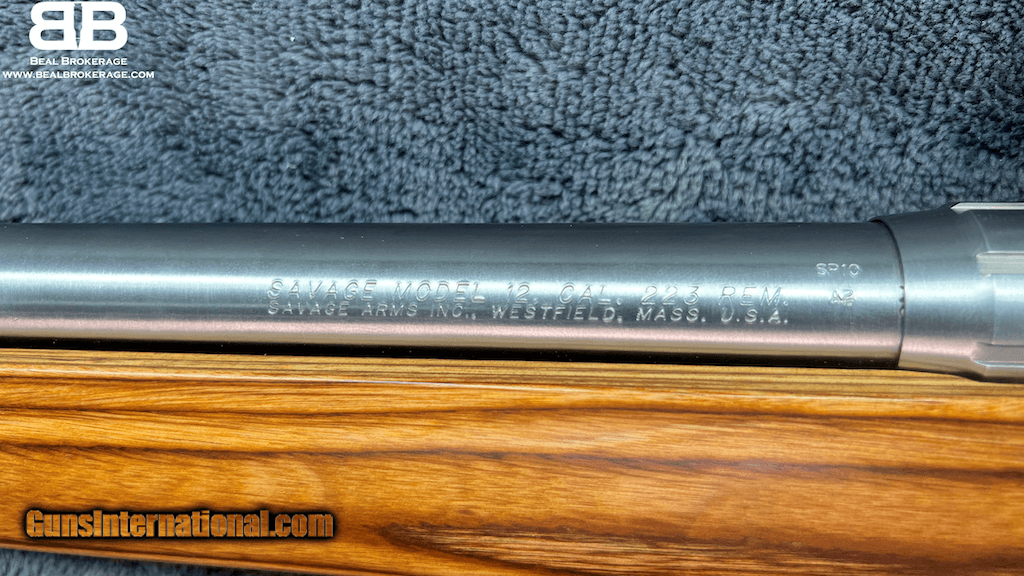 BB
BEAL BROKERAGE
WWW.BEALBROKERAGE.COM
SP10
SAVAGE MODEL 12, CAL. 223 REM.
AR
SAVAGE ARMS INC., WESTFIELD, MASS. U.S.A.
GunsInternational.com